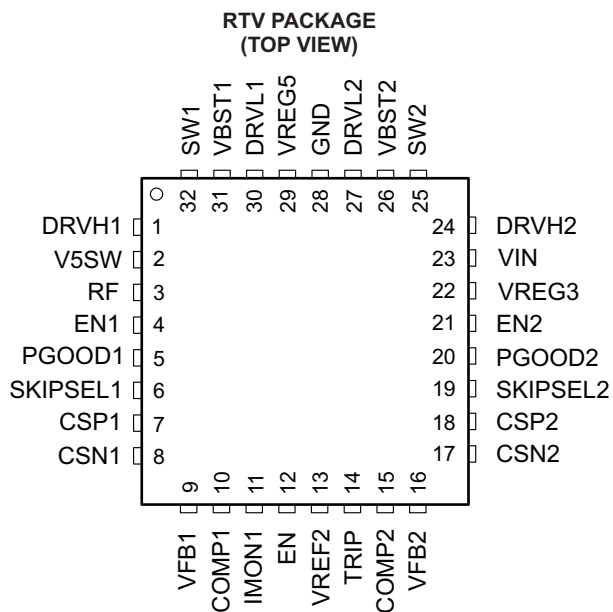 RTV PACKAGE
(TOP VIEW)
SW1
VBST1
DRVL1
VREG5
GND
DRVL2
VBST2
SW2
32
31
30
29
28
27
26
25
DRVH1 1
V5SW 2
RF 3
EN1 4
PGOOD1 5
SKIPSEL1 6
CSP1 7
CSN1 8
24 DRVH2
23 VIN
22 VREG3
21 EN2
20 PGOOD2
19 SKIPSEL2
18 CSP2
17 CSN2
9
10
11
12
13
14
15
16
VFB1
COMP1
IMON1
EN
VREF2
TRIP
COMP2
VFB2